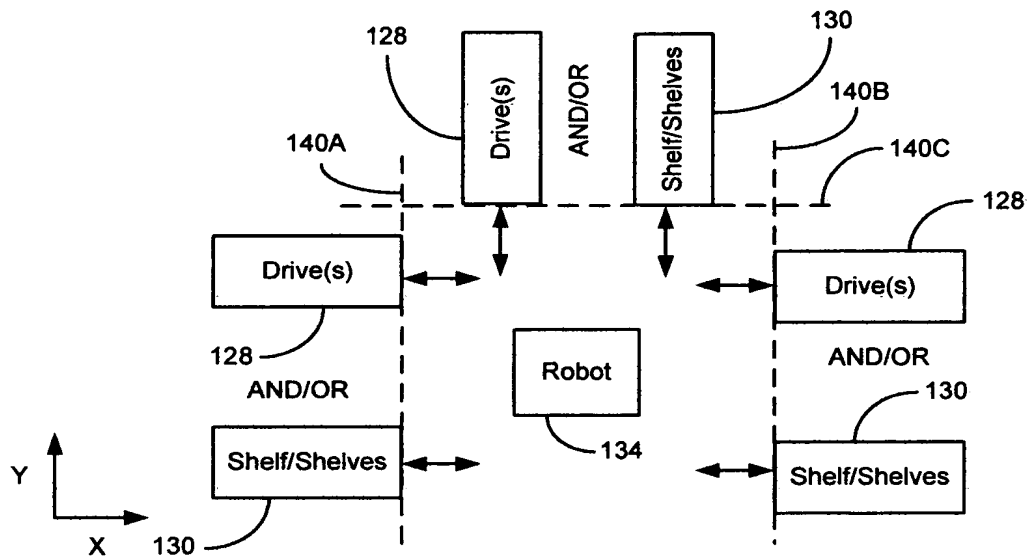 128
130
140B
140A
Drive(s)
AND/OR
Shelf/Shelves
140C
128
Drive(s)
Drive(s)
128
Robot
AND/OR
AND/OR
130
134
Shelf/Shelves
Shelf/Shelves
Y
X
130